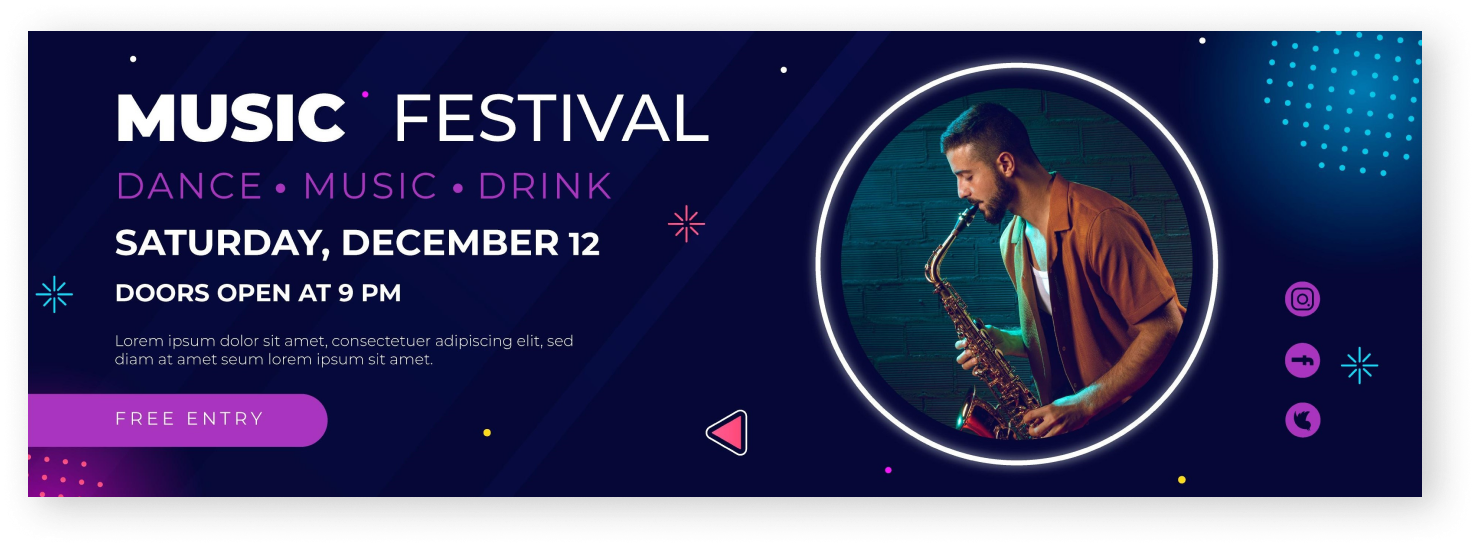 MUSIC FESTIVAL
DANCE • MUSIC • DRINK
SATURDAY, DECEMBER 12
DOORS OPEN AT 9 PM
Lorem ipsum dolor sit amet, consectetuer adipiscing elit, sed
diam at amet seum lorem ipsum sit amet.
FREE ENTRY